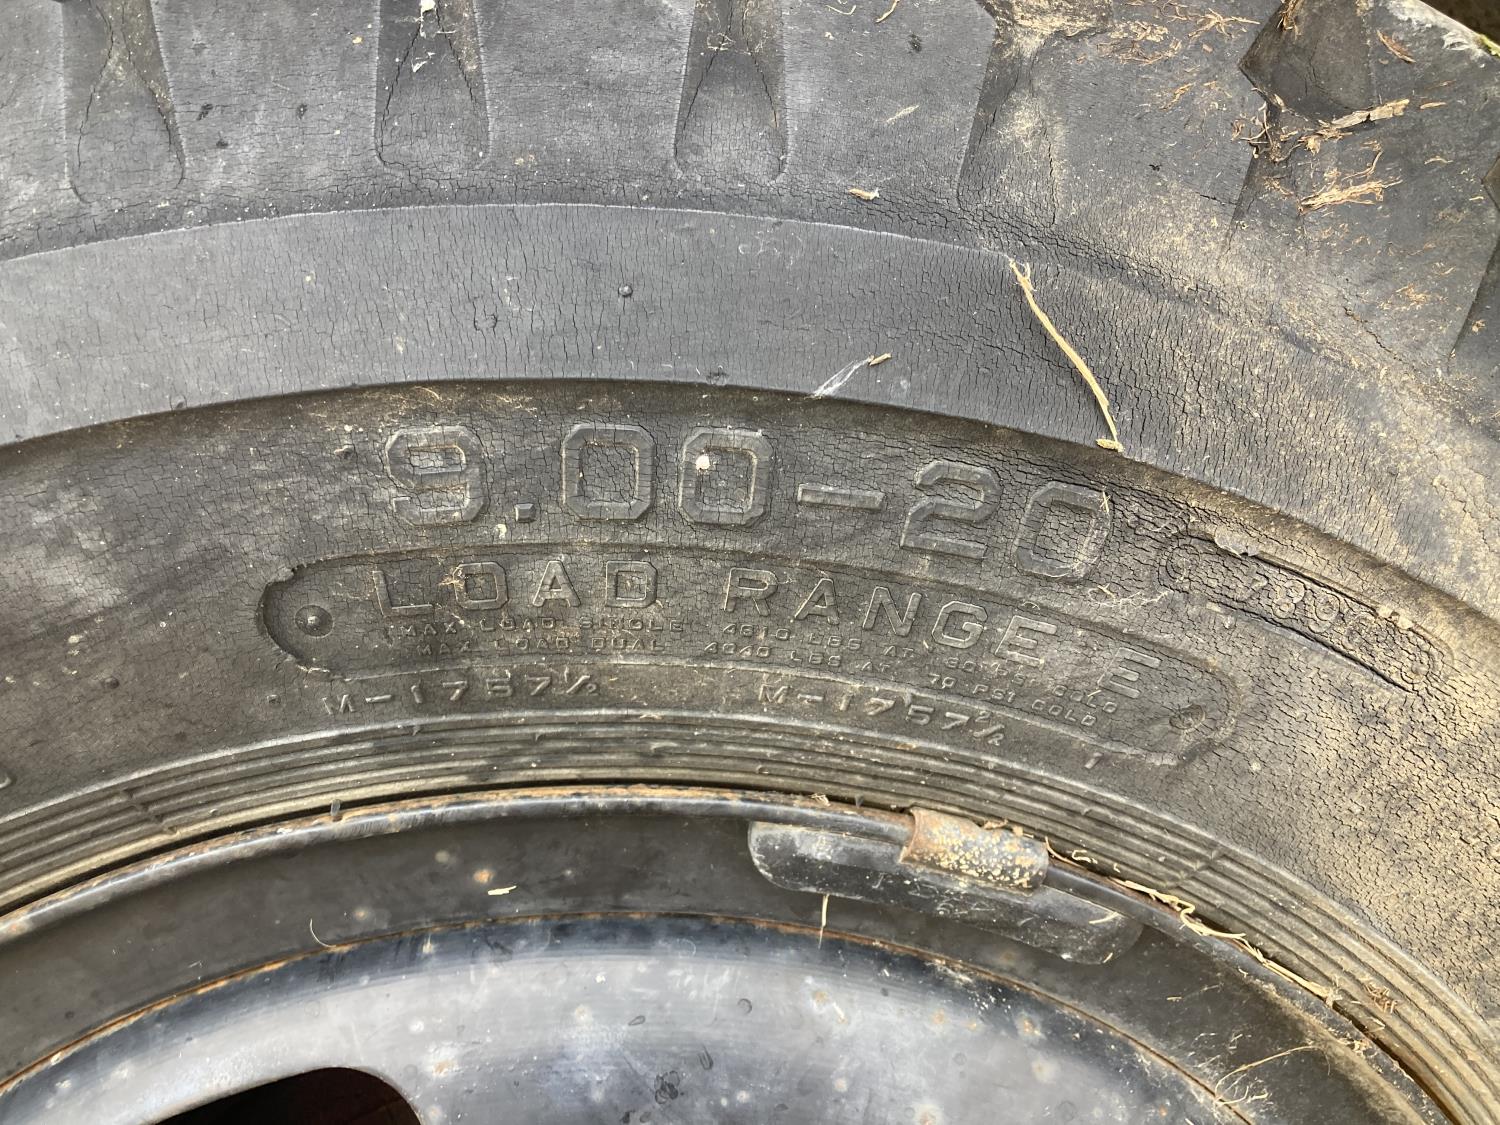 9.00-20
LOAD RANGE E
MAX LOAD SINGLE 4610 LBS AT 80 PSI COLD
MAX LOAD DUAL 4040 LBS AT 70 PSI COLD
M-1757½ M-1757½